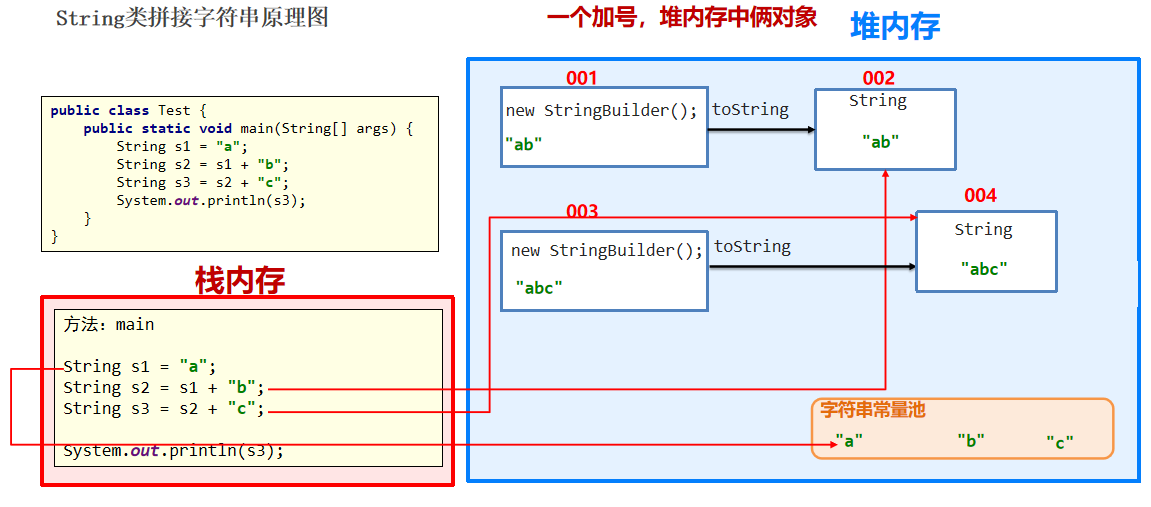 String类拼接字符串原理图
一个加号，堆内存中俩对象
堆内存
public class Test {
    public static void main(String[] args) {
        String s1 = "a";
        String s2 = s1 + "b";
        String s3 = s2 + "c";
        System.out.println(s3);
    }
}
栈内存
方法：main
String s1 = "a";
String s2 = s1 + "b";
String s3 = s2 + "c";
System.out.println(s3);
001
new StringBuilder();
"ab"
toString
002
String
"ab"
003
new StringBuilder();
"abc"
toString
004
String
"abc"
字符串常量池
"a" "b" "c"